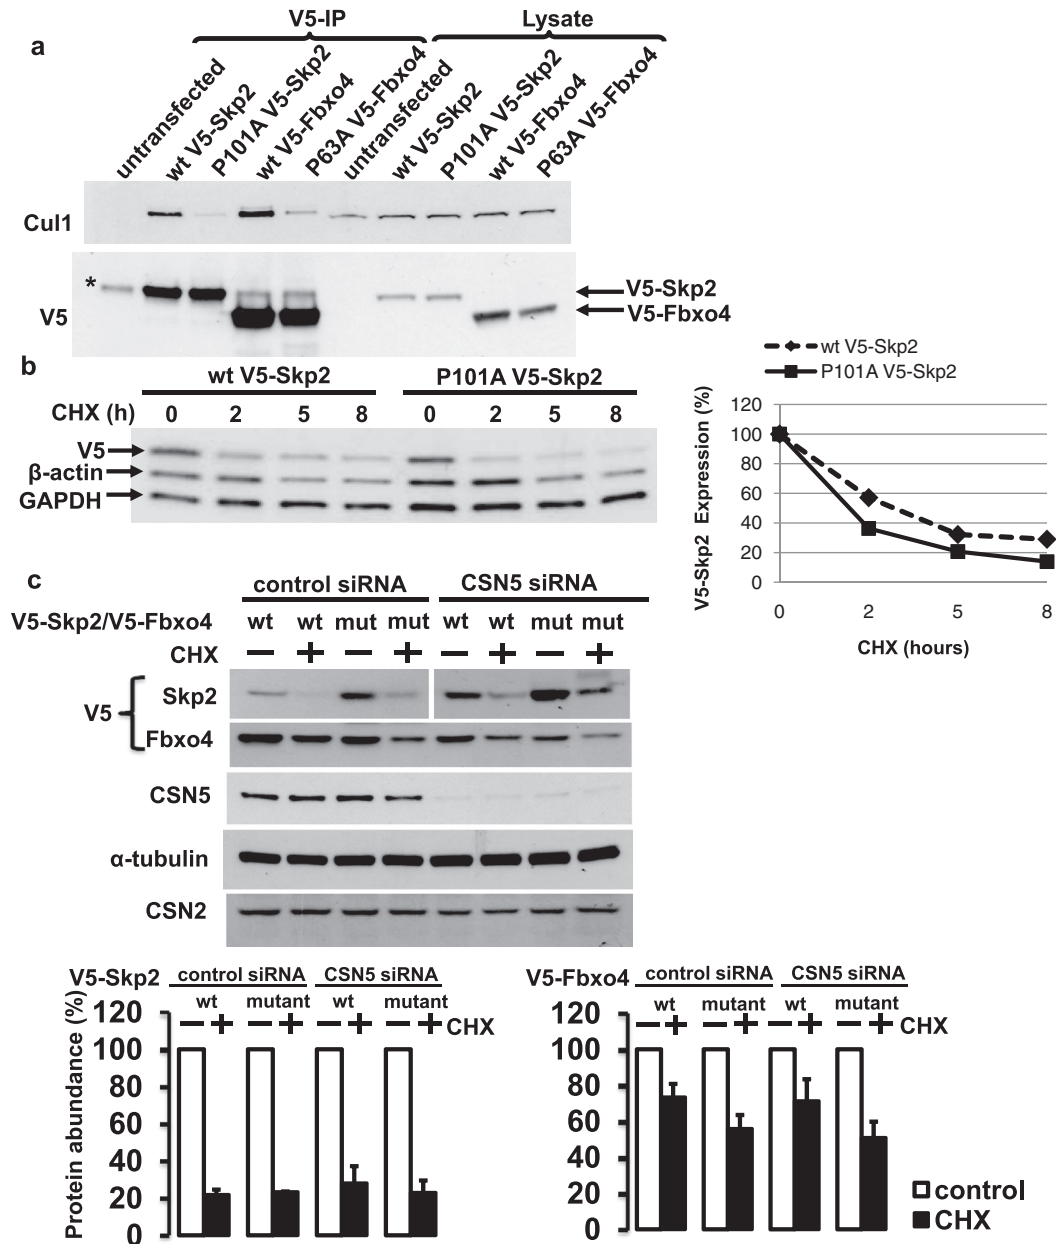 a
V5-IP
Lysate
untransfected
wt V5-Skp2
P101A V5-Skp2
wt V5-Fbxo4
P63A V5-Fbxo4
untransfected
wt V5-Skp2
P101A V5-Skp2
wt V5-Fbxo4
P63A V5-Fbxo4
Cul1
*
V5
V5-Skp2
V5-Fbxo4
b
wt V5-Skp2
P101A V5-Skp2
CHX (h) 0 2 5 8 0 2 5 8
V5
β-actin
GAPDH
wt V5-Skp2
P101A V5-Skp2
V5-Skp2 Expression (%)
120
100
80
60
40
20
0
0 2 5 8
CHX (hours)
c
control siRNA
CSN5 siRNA
V5-Skp2/V5-Fbxo4 wt wt mut mut wt wt mut mut
CHX − + − + − + − +
V5
Skp2
Fbxo4
CSN5
α-tubulin
CSN2
V5-Skp2
control siRNA CSN5 siRNA
wt mutant wt mutant
− + − + − + − + CHX
Protein abundance (%)
120
100
80
60
40
20
0
V5-Fbxo4
control siRNA CSN5 siRNA
wt mutant wt mutant
− + − + − + − + CHX
120
100
80
60
40
20
0
control
CHX